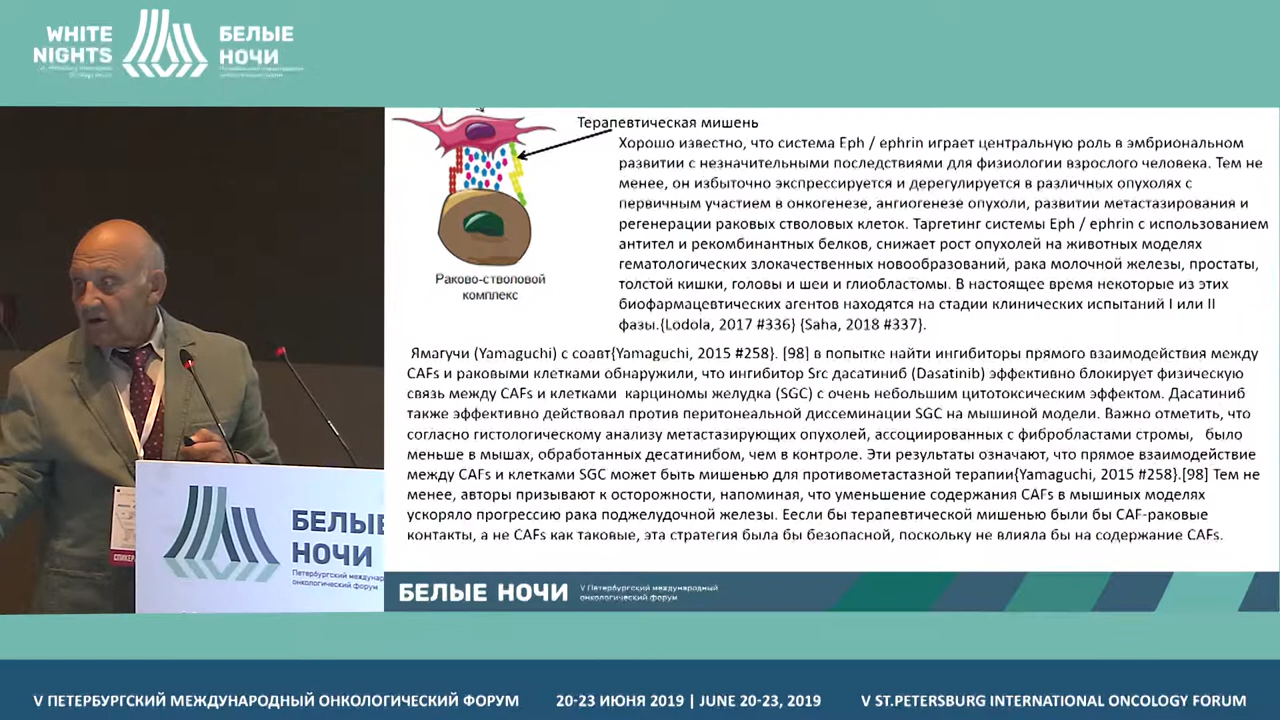 WHITE
NIGHTS
БЕЛЫЕ
НОЧИ
Терапевтическая мишень
Хорошо известно, что система Eph / ephrin играет центральную роль в эмбриональном
развитии с незначительными последствиями для физиологии взрослого человека. Тем не
менее, он избыточно экспрессируется и дерегулируется в различных опухолях с
первичным участием в онкогенезе, ангиогенезе опухоли, развитии метастазирования и
регенерации раковых стволовых клеток. Таргетинг системы Eph / ephrin с использованием
антител и рекомбинантных белков, снижает рост опухолей на животных моделях
гематологических злокачественных новообразований, рака молочной железы, простаты,
толстой кишки, головы и шеи и глиобластомы. В настоящее время некоторые из этих
биофармацевтических агентов находятся на стадии клинических испытаний I или II
фазы.{Lodola, 2017 #336} {Saha, 2018 #337}.
Раково-стволовой
комплекс
Ямагучи (Yamaguchi) с соавт{Yamaguchi, 2015 #258}. [98] в попытке найти ингибиторы прямого взаимодействия между
CAFs и раковыми клетками обнаружили, что ингибитор Src дасатиниб (Dasatinib) эффективно блокирует физическую
связь между CAFs и клетками карциномы желудка (SGC) с очень небольшим цитотоксическим эффектом. Дасатиниб
также эффективно действовал против перитонеальной диссеминации SGC на мышиной модели. Важно отметить, что
согласно гистологическому анализу метастазирующих опухолей, ассоциированных с фибробластами стромы, было
меньше в мышах, обработанных десатинибом, чем в контроле. Эти результаты означают, что прямое взаимодействие
между CAFs и клетками SGC может быть мишенью для противометастазной терапии{Yamaguchi, 2015 #258}.[98] Тем не
менее, авторы призывают к осторожности, напоминая, что уменьшение содержания CAFs в мышиных моделях
ускоряло прогрессию рака поджелудочной железы. Еесли бы терапевтической мишенью были бы CAF-раковые
контакты, а не CAFs как таковые, эта стратегия была бы безопасной, поскольку не влияла бы на содержание CAFs.
СПИКЕР
БЕЛЫЕ
НОЧИ
Петербургский междунар
онкологический форум
БЕЛЫЕ НОЧИ
V Петербургский международный
онкологический форум
V ПЕТЕРБУРГСКИЙ МЕЖДУНАРОДНЫЙ ОНКОЛОГИЧЕСКИЙ ФОРУМ
20-23 ИЮНЯ 2019 | JUNE 20-23, 2019
V ST.PETERSBURG INTERNATIONAL ONCOLOGY FORUM